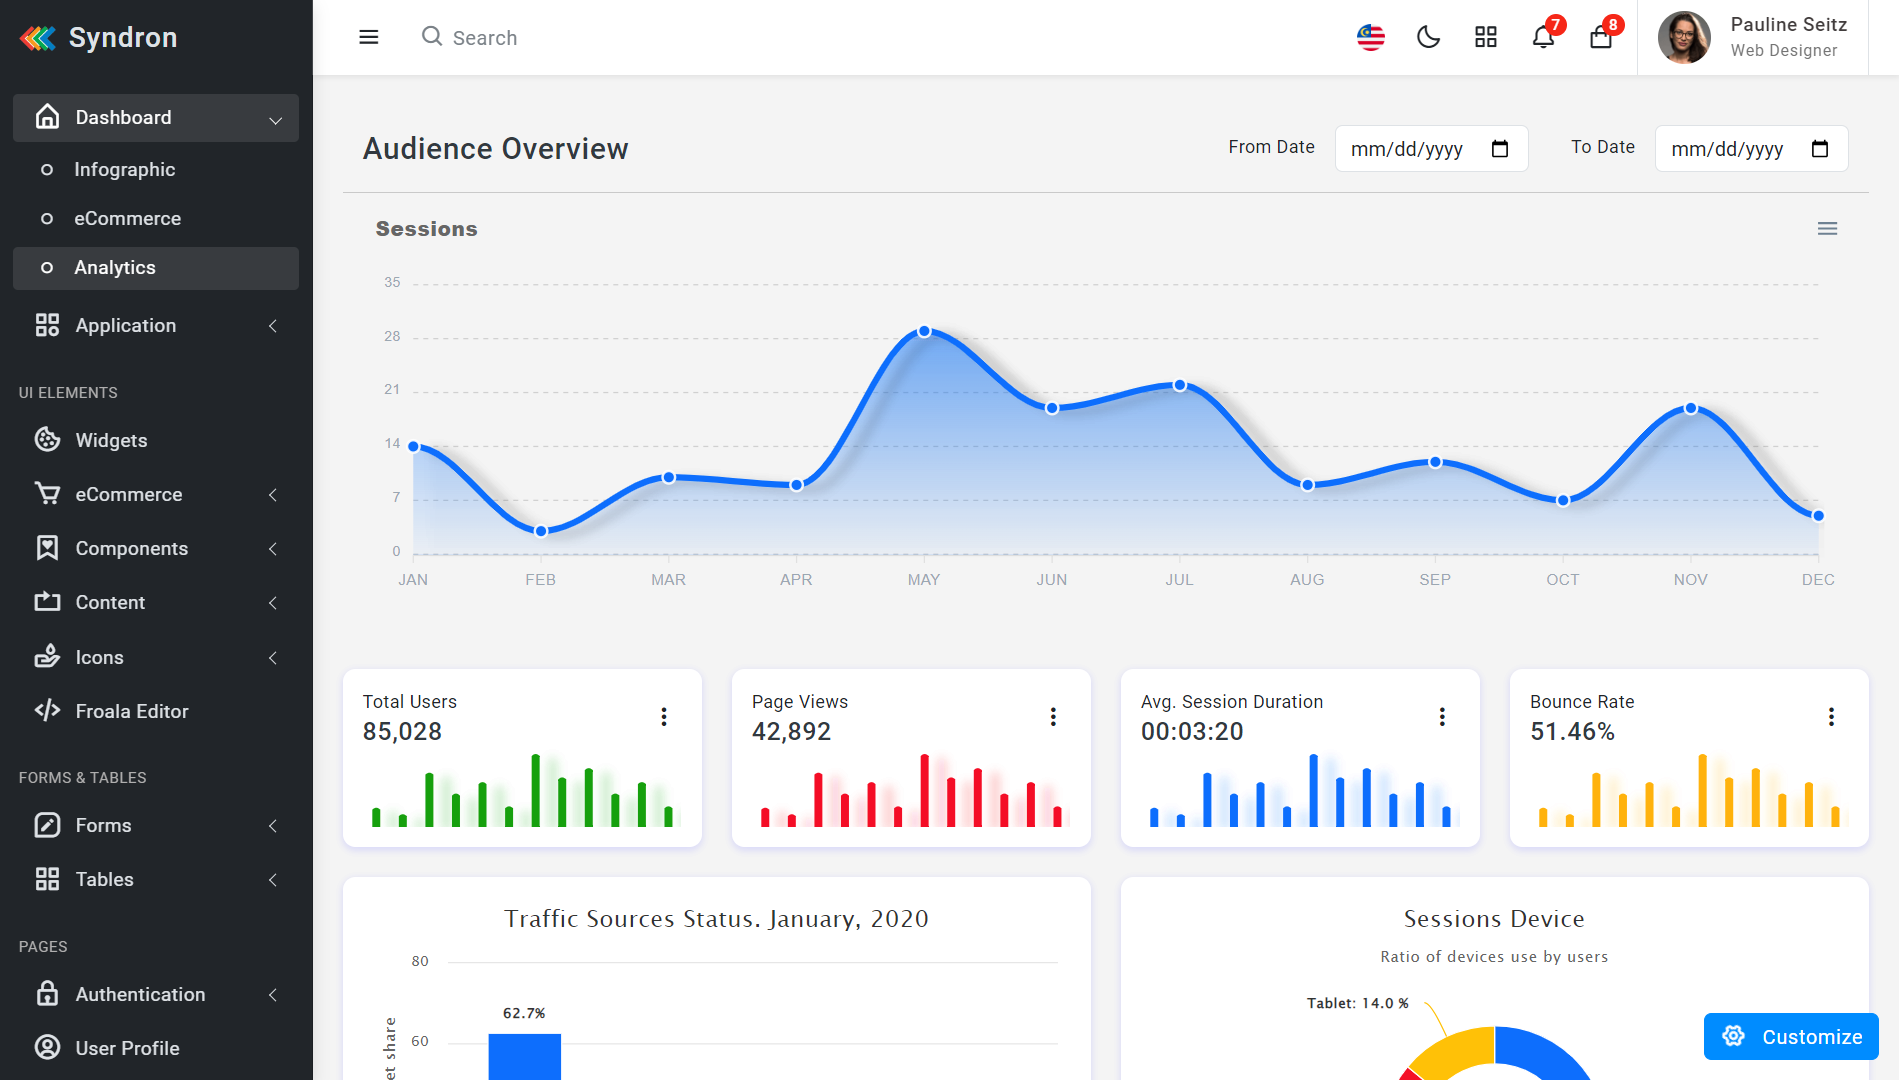 Syndron
Search
7
8
Pauline Seitz
Web Designer
Dashboard
Infographic
eCommerce
Analytics
Application
UI ELEMENTS
Widgets
eCommerce
Components
Content
Icons
Froala Editor
FORMS & TABLES
Forms
Tables
PAGES
Authentication
User Profile
Audience Overview
From Date
mm/dd/yyyy
To Date
mm/dd/yyyy
Sessions
35
28
21
14
7
0
JAN FEB MAR APR MAY JUN JUL AUG SEP OCT NOV DEC
Total Users
85,028
Page Views
42,892
Avg. Session Duration
00:03:20
Bounce Rate
51.46%
Traffic Sources Status. January, 2020
80
62.7%
60
Sessions Device
Ratio of devices use by users
Tablet: 14.0 %
Customize